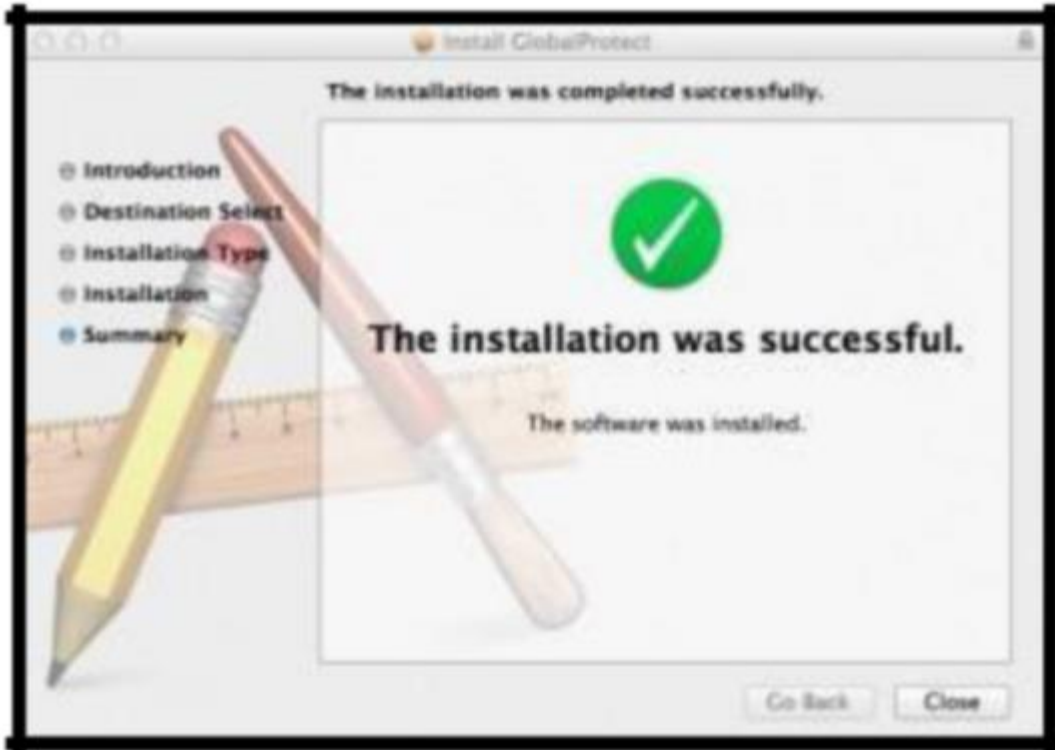 Install GlobalProtect
The installation was completed successfully.
Introduction
Destination Select
Installation Type
Installation
Summary
The installation was successful.
The software was installed.
Go Back
Close